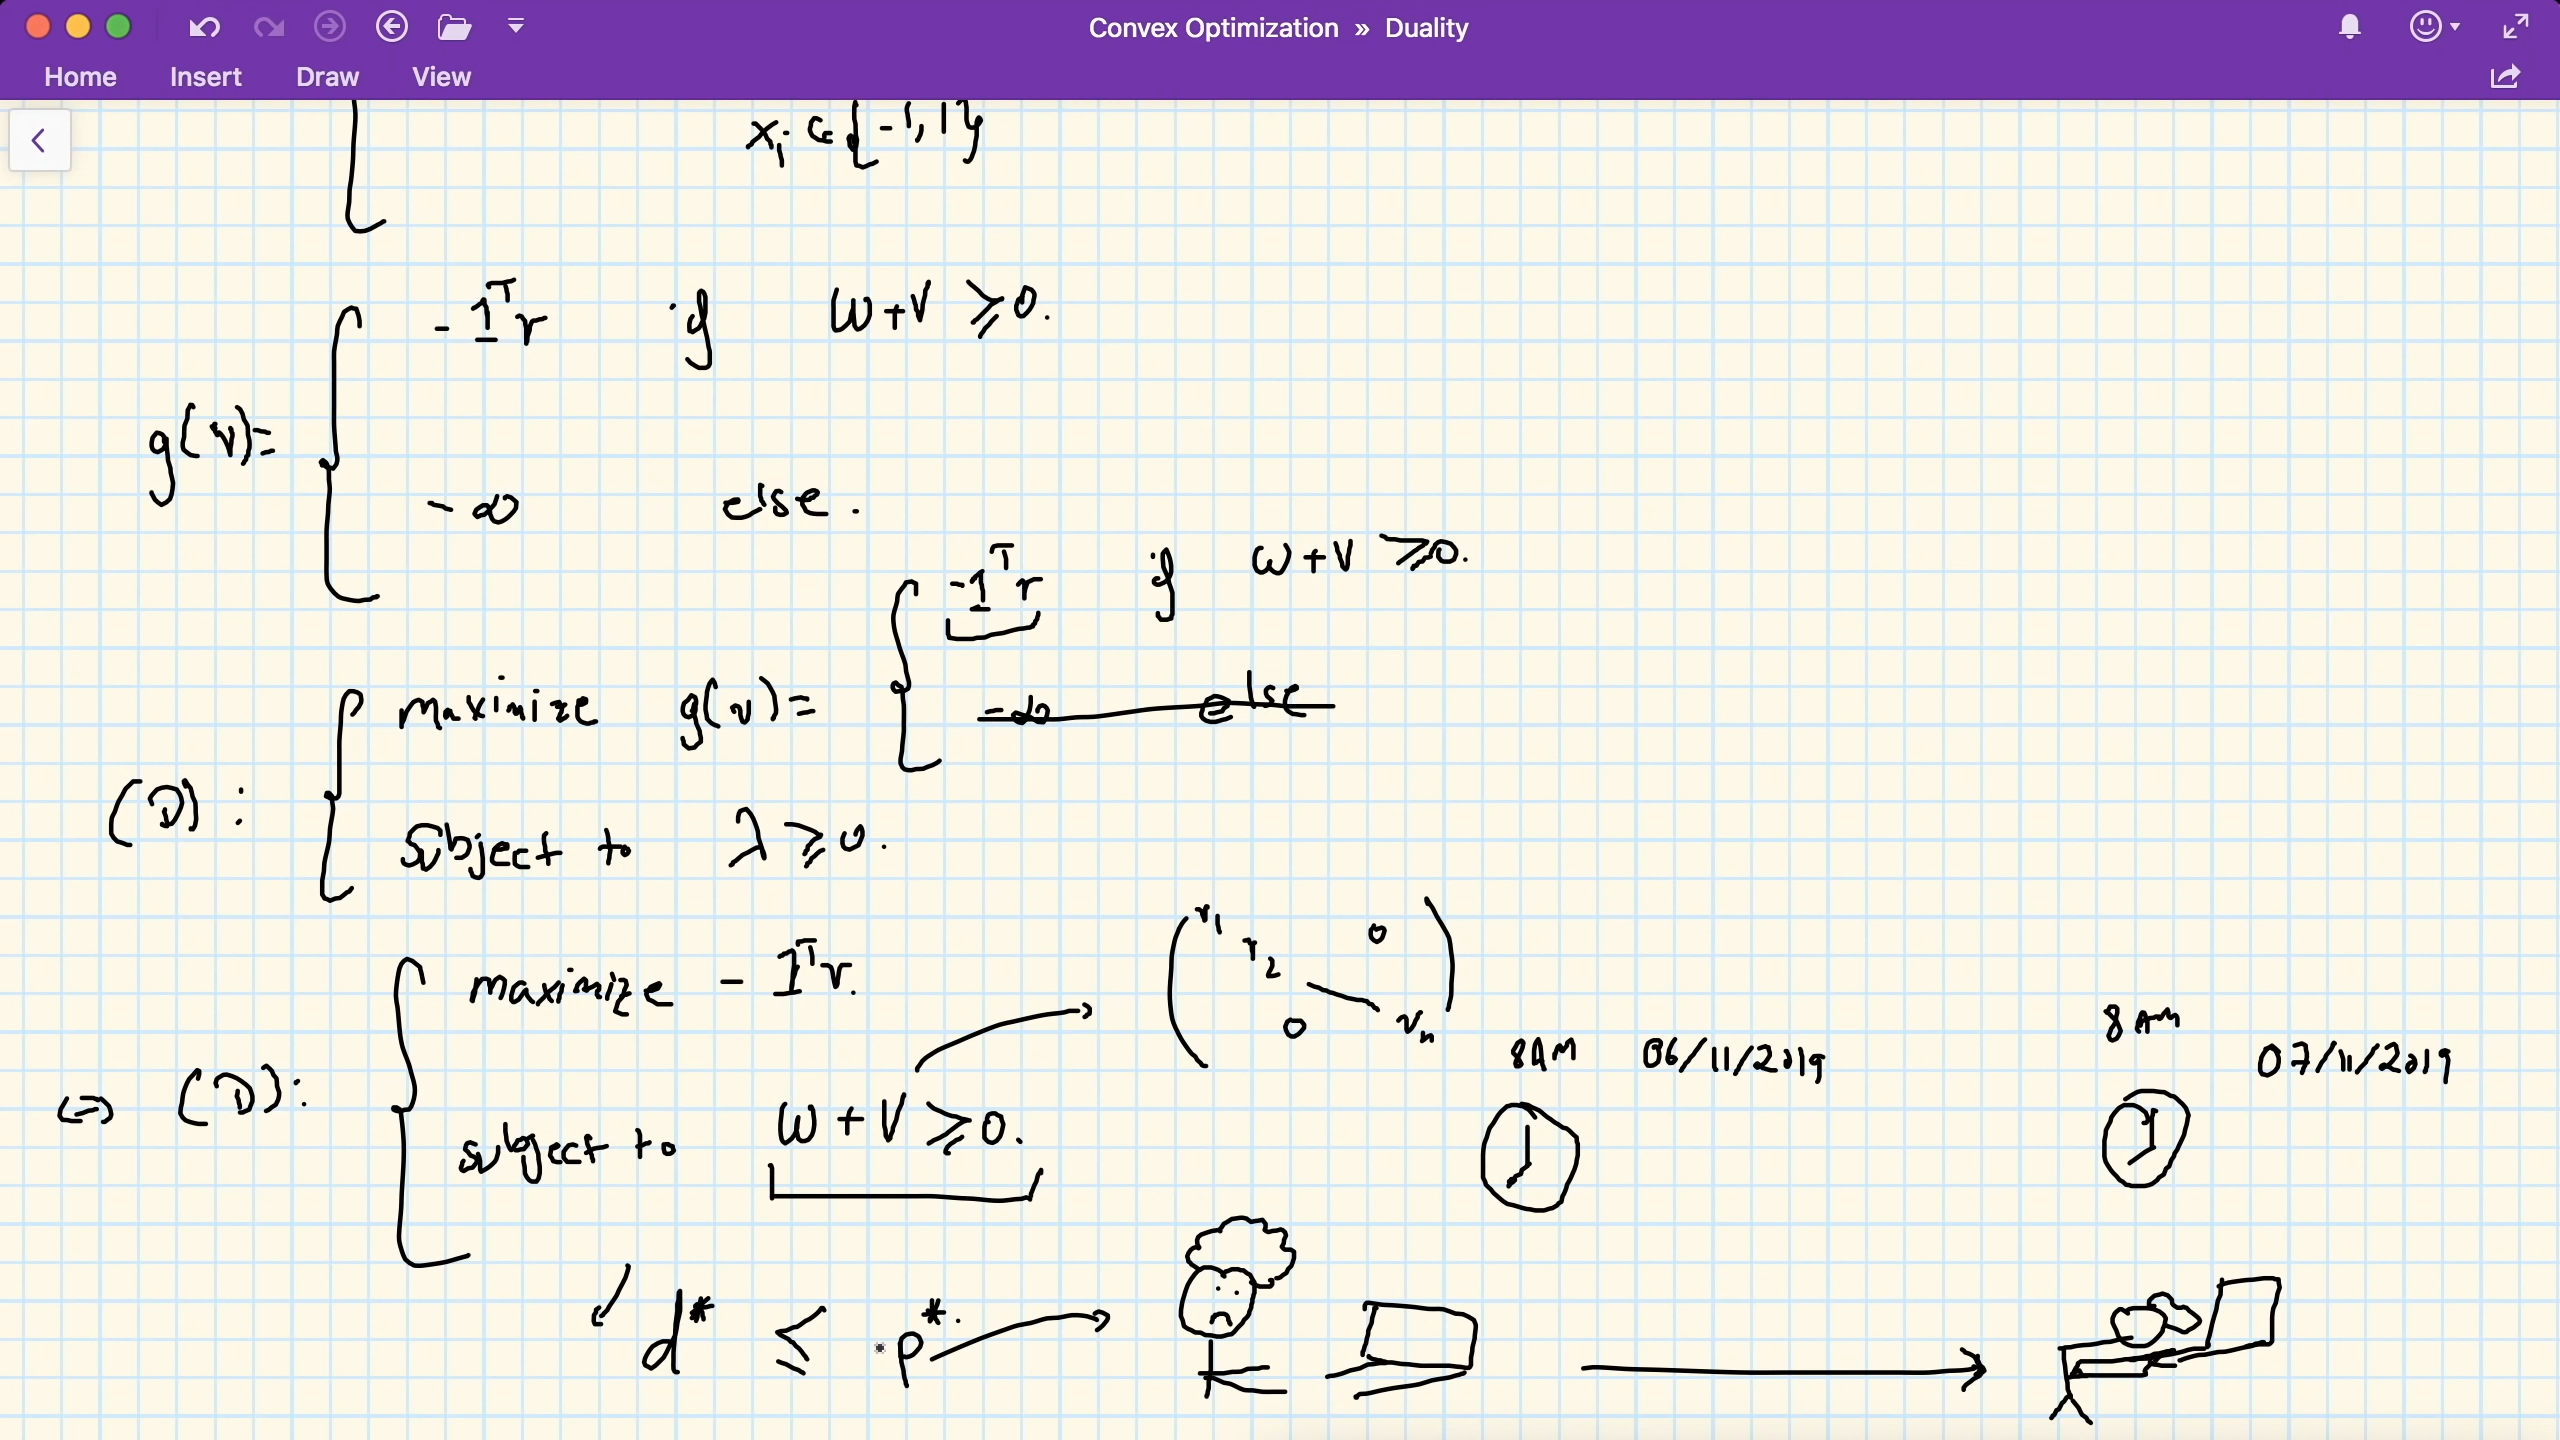 Convex Optimization » Duality
Home Insert Draw View
xᵢ ∈ {-1, 1}
g(ν) = { -1ᵀν if W+V ⩾ 0.
-∞ else.
(D) : { maximize g(ν) = { -1ᵀν if W+V ⩾ 0.
-∞ else
subject to λ ⩾ 0.
⇔ (D) : { maximize - 1ᵀν.
subject to W + V ⩾ 0.
ν₁
ν₂ 0
0 νₙ
8AM 06/11/2019
8AM 07/11/2019
d* ≤ p*.